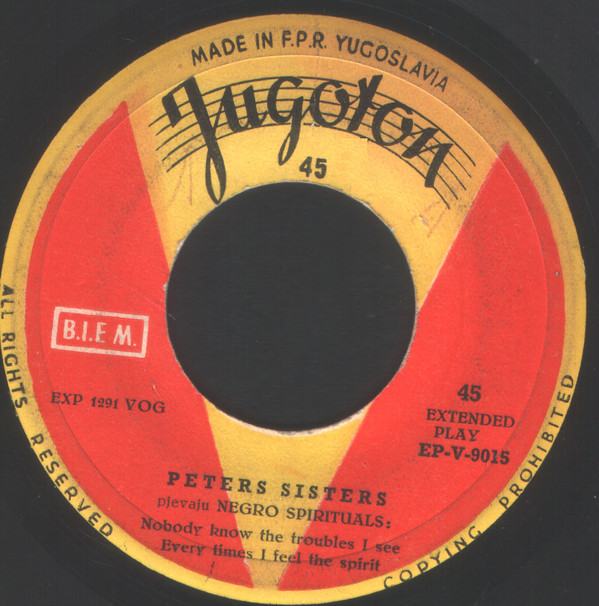 MADE IN F.P.R. YUGOSLAVIA
Jugoton
45
B.I.E M.
EXP 1291 VOG
45
EXTENDED
PLAY
EP-V-9015
PETERS SISTERS
pjevaju NEGRO SPIRITUALS:
Nobody know the troubles I see
Every times I feel the spirit
ALL RIGHTS RESERVED
COPYING PROHIBITED